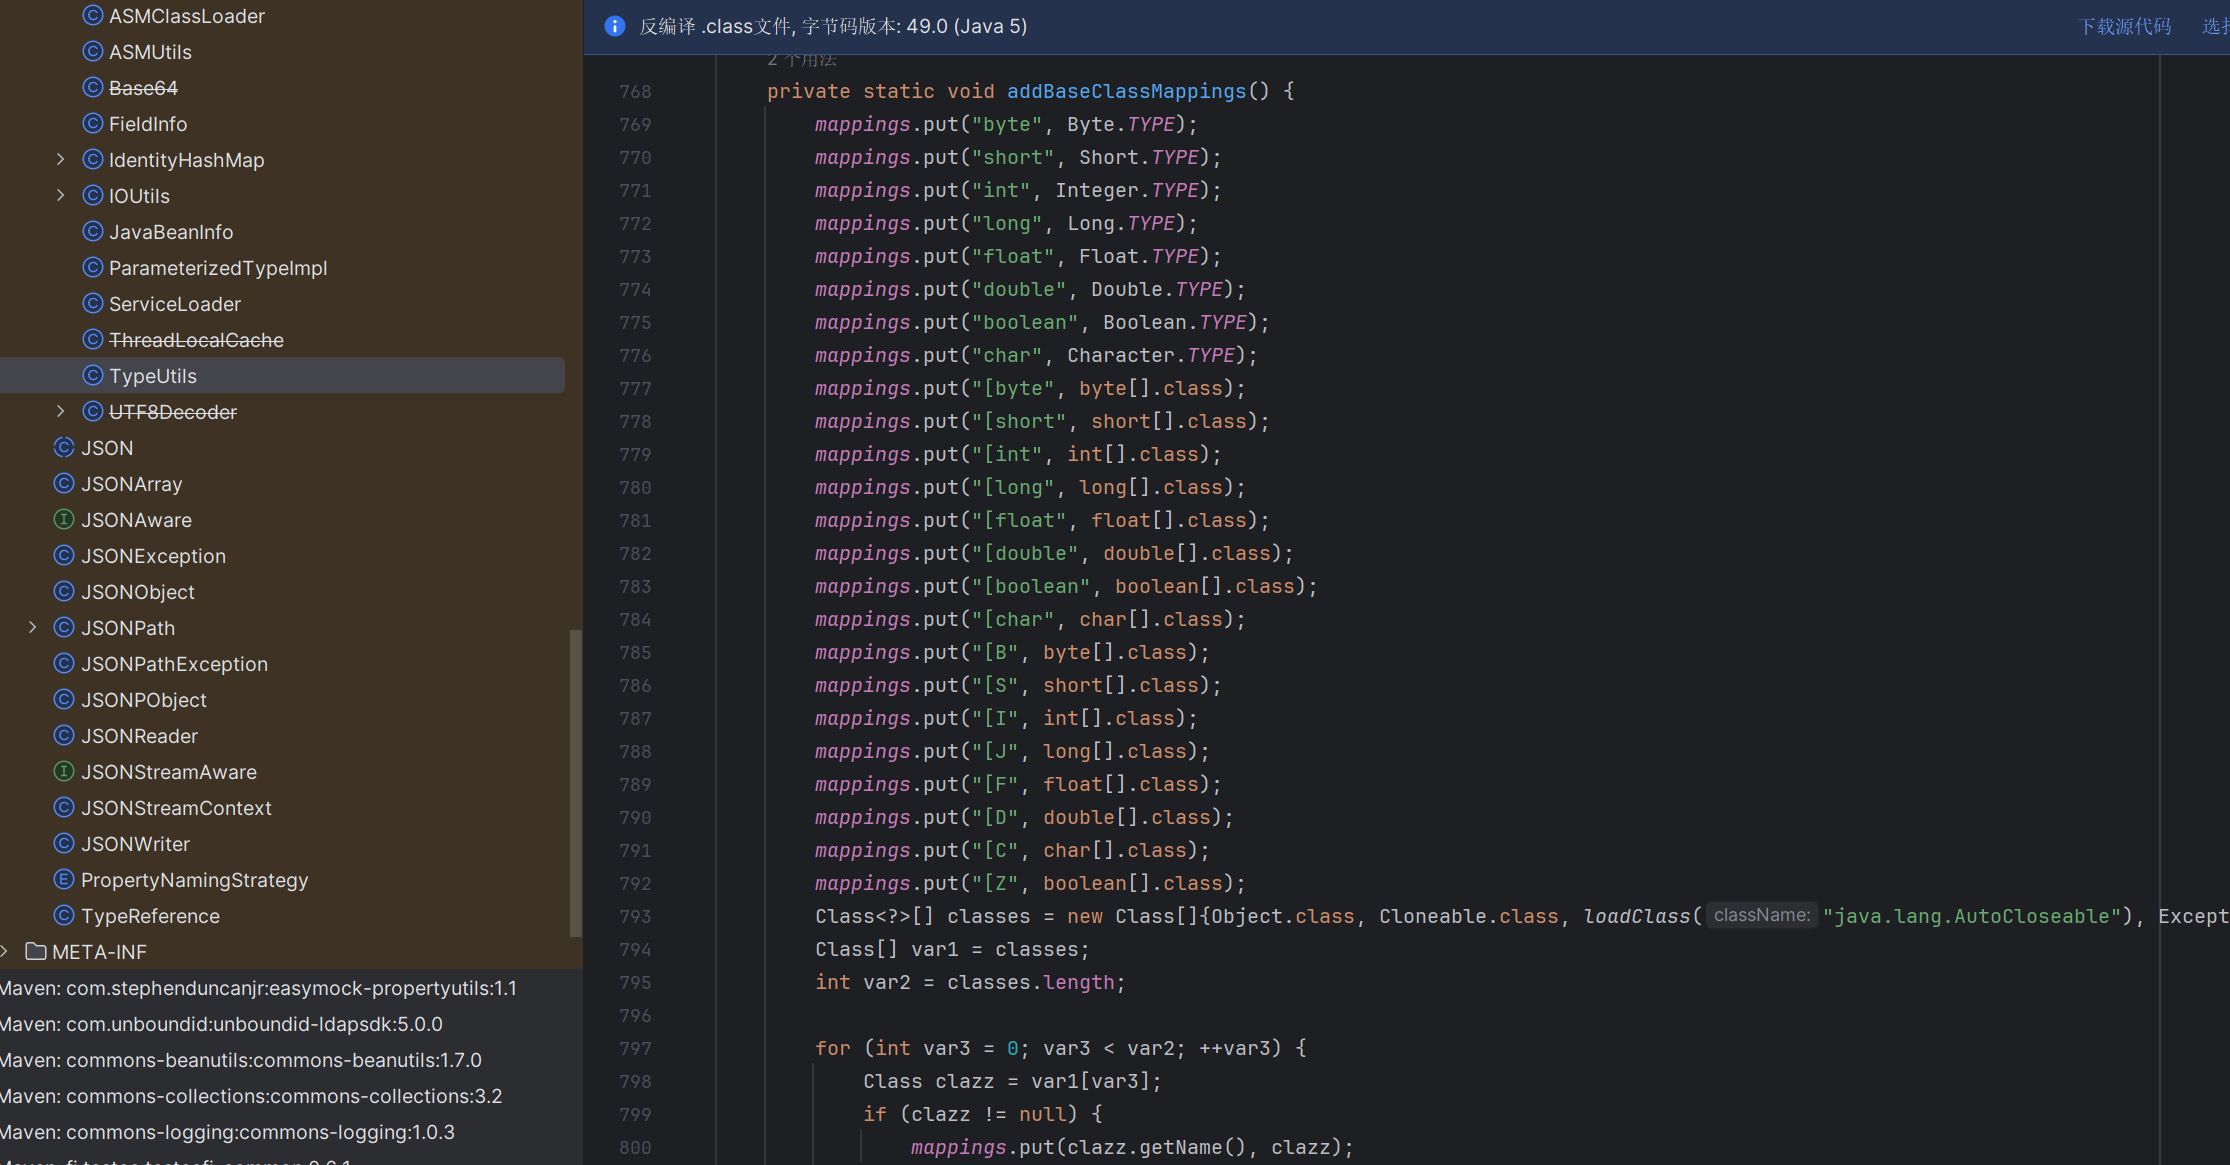 ASMClassLoader
ASMUtils
Base64
FieldInfo
IdentityHashMap
IOUtils
JavaBeanInfo
ParameterizedTypeImpl
ServiceLoader
ThreadLocalCache
TypeUtils
UTF8Decoder
JSON
JSONArray
JSONAware
JSONException
JSONObject
JSONPath
JSONPathException
JSONPObject
JSONReader
JSONStreamAware
JSONStreamContext
JSONWriter
PropertyNamingStrategy
TypeReference
META-INF
Maven: com.stephenduncanjr:easymock-propertyutils:1.1
Maven: com.unboundid:unboundid-ldapsdk:5.0.0
Maven: commons-beanutils:commons-beanutils:1.7.0
Maven: commons-collections:commons-collections:3.2
Maven: commons-logging:commons-logging:1.0.3
反编译 .class文件, 字节码版本: 49.0 (Java 5)
下载源代码
2 个用法
768 private static void addBaseClassMappings() {
769 mappings.put("byte", Byte.TYPE);
770 mappings.put("short", Short.TYPE);
771 mappings.put("int", Integer.TYPE);
772 mappings.put("long", Long.TYPE);
773 mappings.put("float", Float.TYPE);
774 mappings.put("double", Double.TYPE);
775 mappings.put("boolean", Boolean.TYPE);
776 mappings.put("char", Character.TYPE);
777 mappings.put("[byte", byte[].class);
778 mappings.put("[short", short[].class);
779 mappings.put("[int", int[].class);
780 mappings.put("[long", long[].class);
781 mappings.put("[float", float[].class);
782 mappings.put("[double", double[].class);
783 mappings.put("[boolean", boolean[].class);
784 mappings.put("[char", char[].class);
785 mappings.put("[B", byte[].class);
786 mappings.put("[S", short[].class);
787 mappings.put("[I", int[].class);
788 mappings.put("[J", long[].class);
789 mappings.put("[F", float[].class);
790 mappings.put("[D", double[].class);
791 mappings.put("[C", char[].class);
792 mappings.put("[Z", boolean[].class);
793 Class<?>[] classes = new Class[]{Object.class, Cloneable.class, loadClass( className: "java.lang.AutoCloseable"), Except
794 Class[] var1 = classes;
795 int var2 = classes.length;
796
797 for (int var3 = 0; var3 < var2; ++var3) {
798 Class clazz = var1[var3];
799 if (clazz != null) {
800 mappings.put(clazz.getName(), clazz);